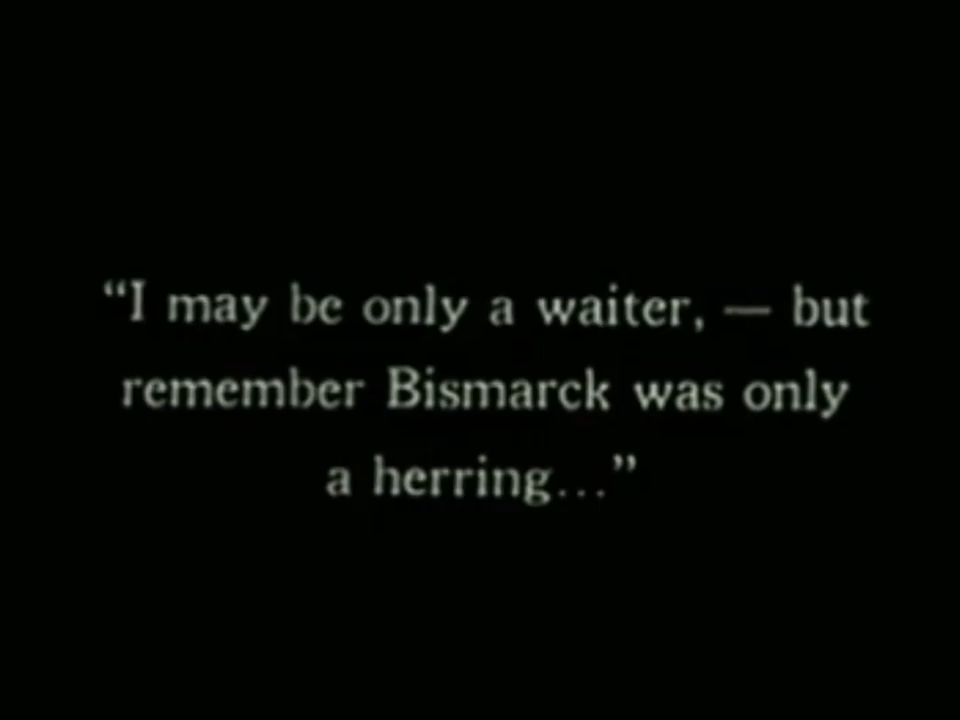 “I may be only a waiter, — but
remember Bismarck was only
a herring...”